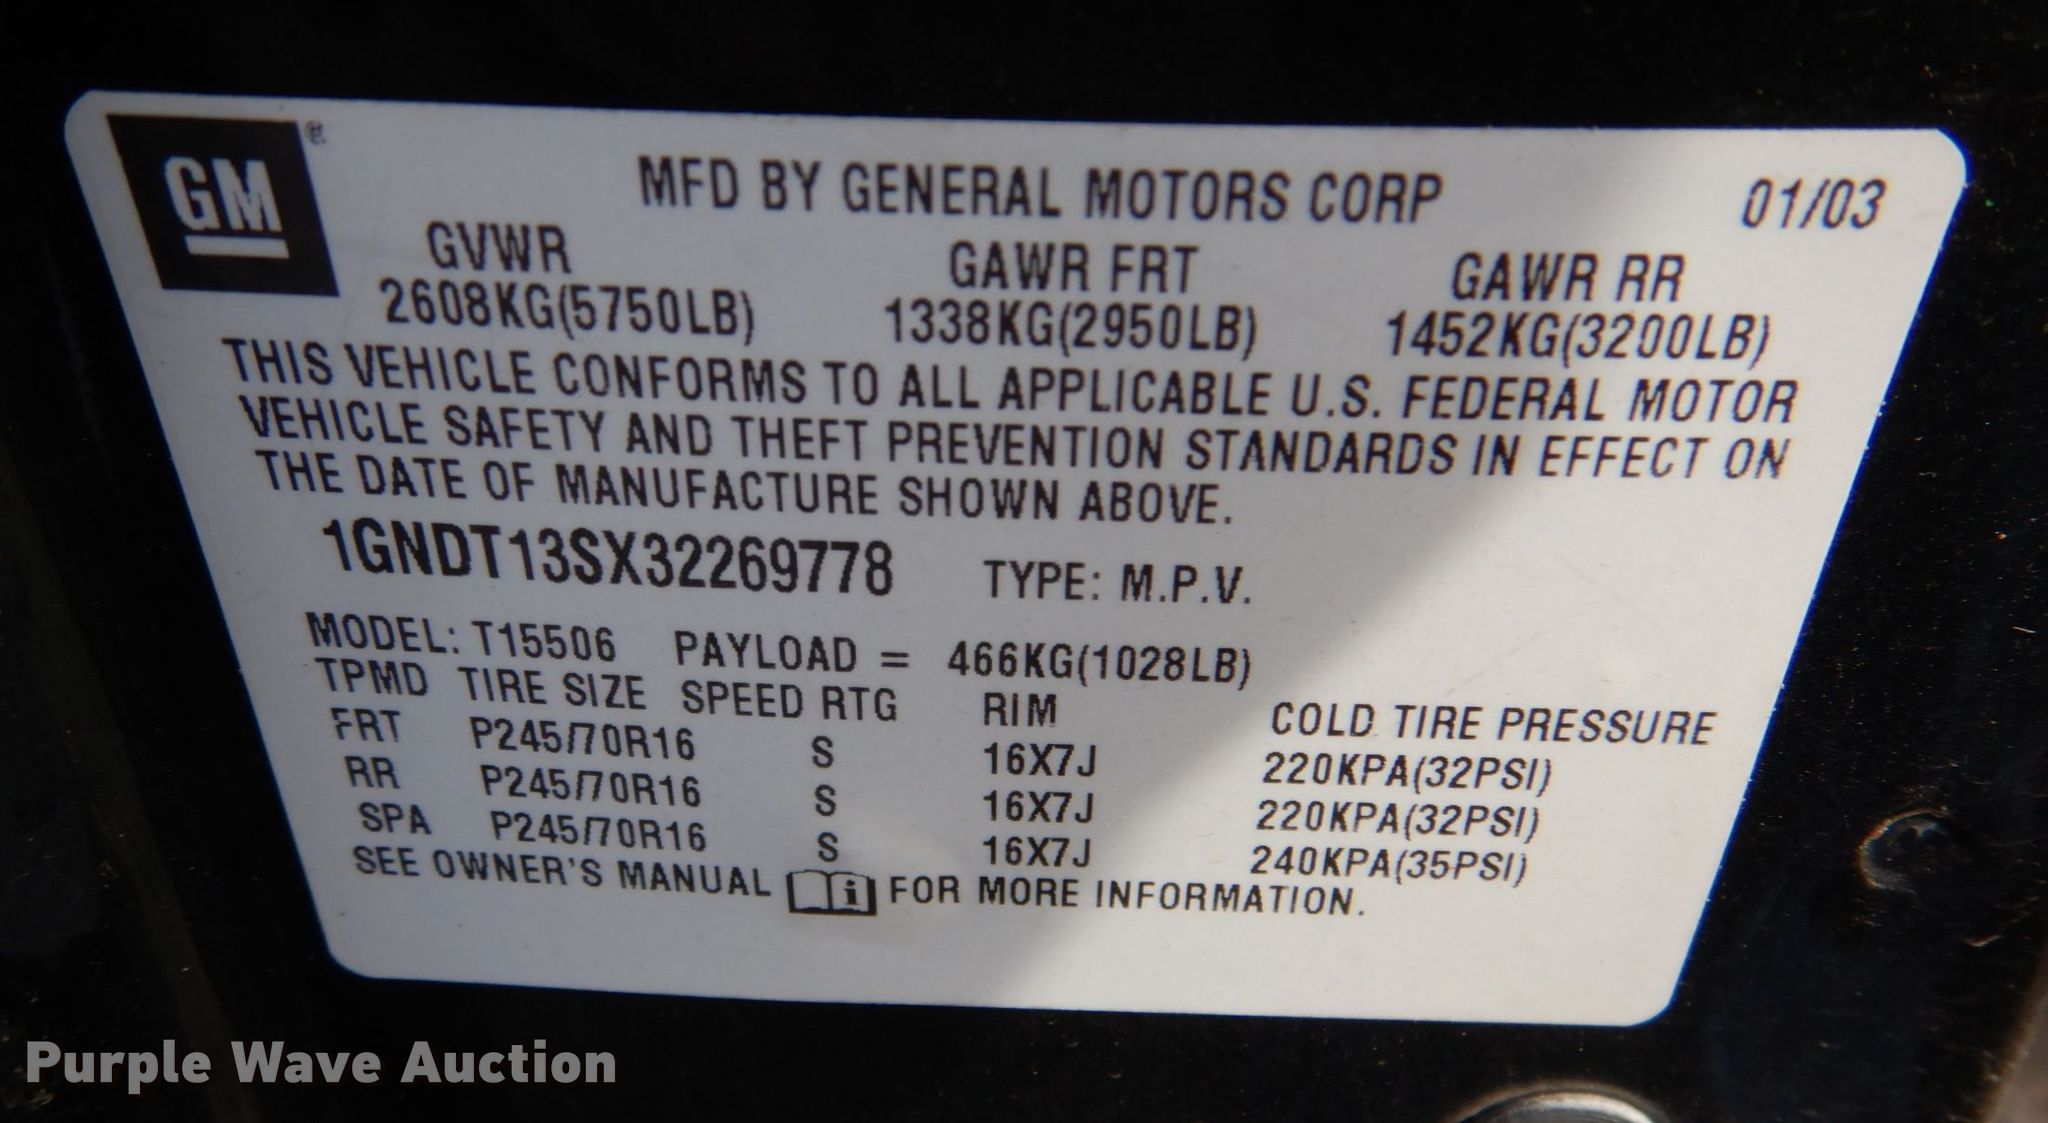 GM ®
MFD BY GENERAL MOTORS CORP 01/03
GVWR GAWR FRT GAWR RR
2608KG(5750LB) 1338KG(2950LB) 1452KG(3200LB)
THIS VEHICLE CONFORMS TO ALL APPLICABLE U.S. FEDERAL MOTOR
VEHICLE SAFETY AND THEFT PREVENTION STANDARDS IN EFFECT ON
THE DATE OF MANUFACTURE SHOWN ABOVE.
1GNDT13SX32269778 TYPE: M.P.V.
MODEL: T15506 PAYLOAD = 466KG(1028LB)
TPMD TIRE SIZE SPEED RTG RIM COLD TIRE PRESSURE
FRT P245/70R16 S 16X7J 220KPA(32PSI)
RR P245/70R16 S 16X7J 220KPA(32PSI)
SPA P245/70R16 S 16X7J 240KPA(35PSI)
SEE OWNER'S MANUAL i FOR MORE INFORMATION.
Purple Wave Auction